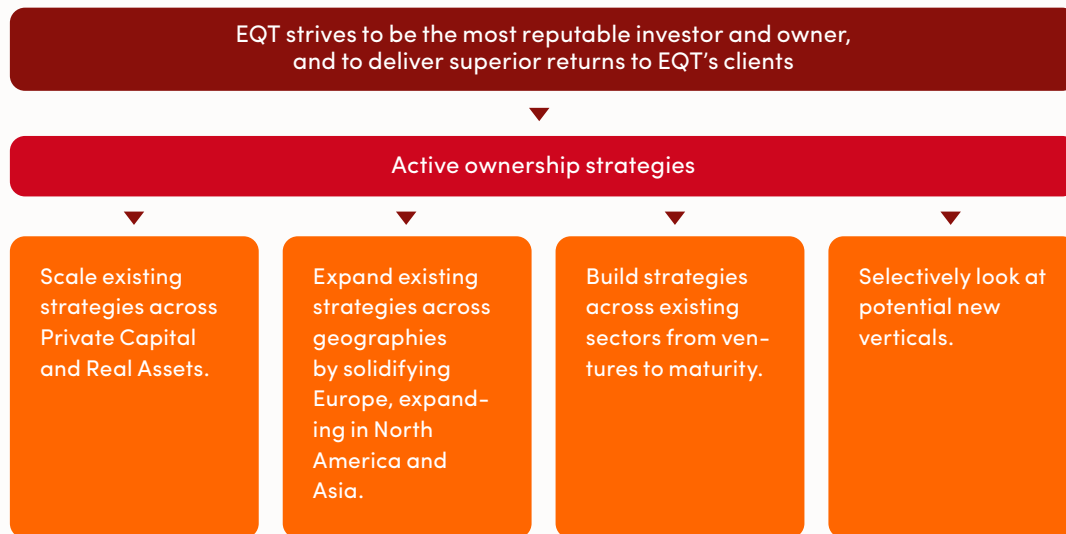 EQT strives to be the most reputable investor and owner,
and to deliver superior returns to EQT’s clients
Active ownership strategies
Scale existing
strategies across
Private Capital
and Real Assets.
Expand existing
strategies across
geographies
by solidifying
Europe, expand-
ing in North
America and
Asia.
Build strategies
across existing
sectors from ven-
tures to maturity.
Selectively look at
potential new
verticals.